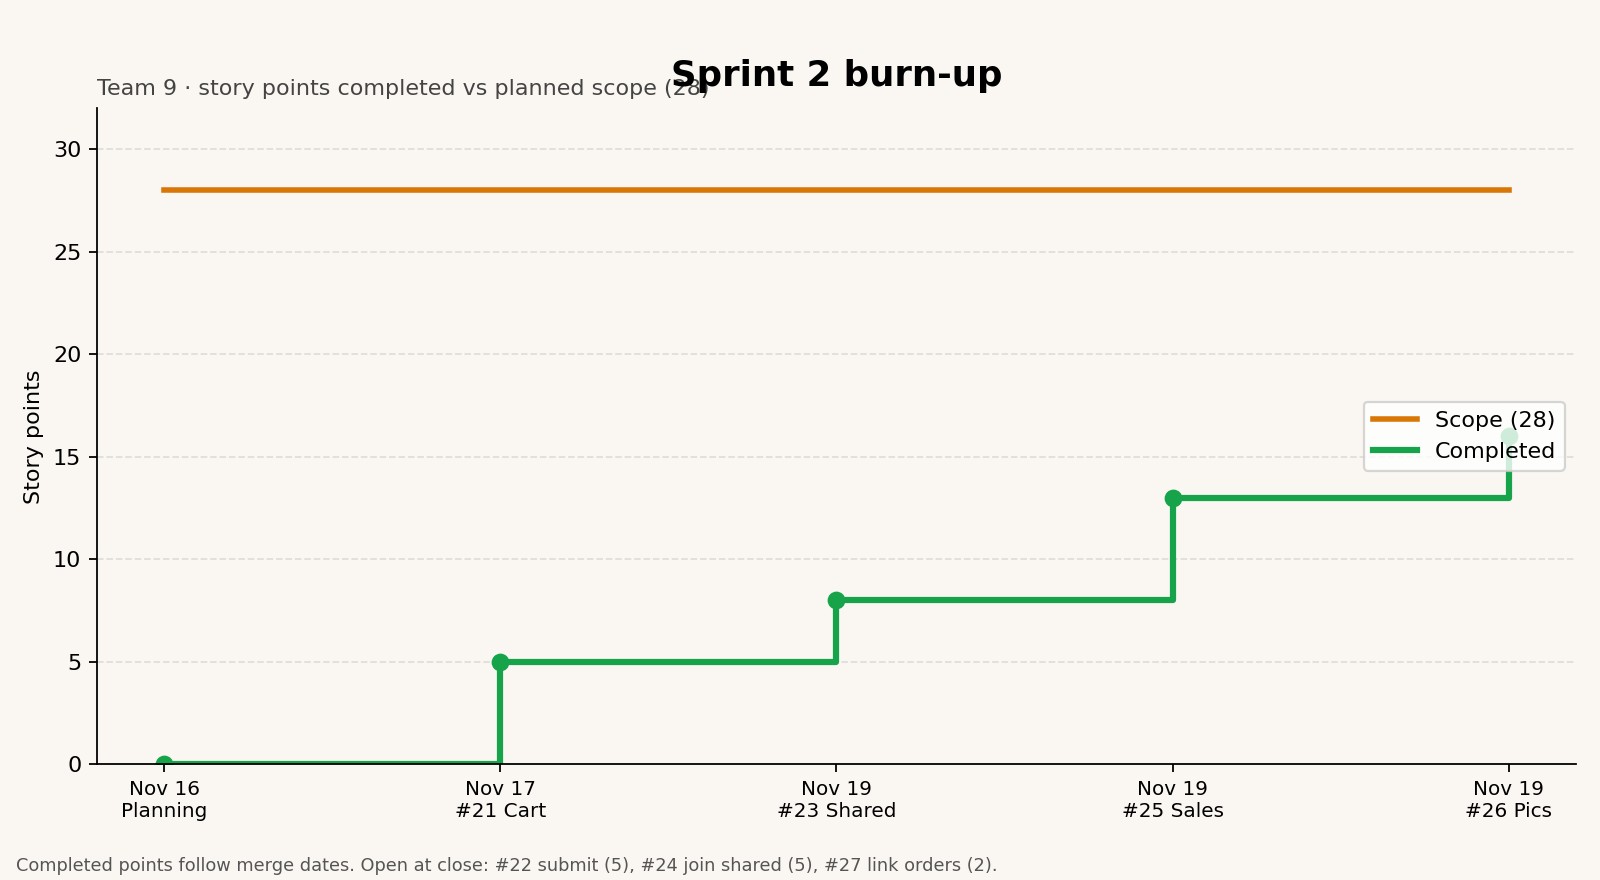 Sprint 2 burn-up
Team 9 · story points completed vs planned scope (28)
Story points
30
25
20
15
10
5
0
Scope (28)
Completed
Nov 16
Planning
Nov 17
#21 Cart
Nov 19
#23 Shared
Nov 19
#25 Sales
Nov 19
#26 Pics
Completed points follow merge dates. Open at close: #22 submit (5), #24 join shared (5), #27 link orders (2).